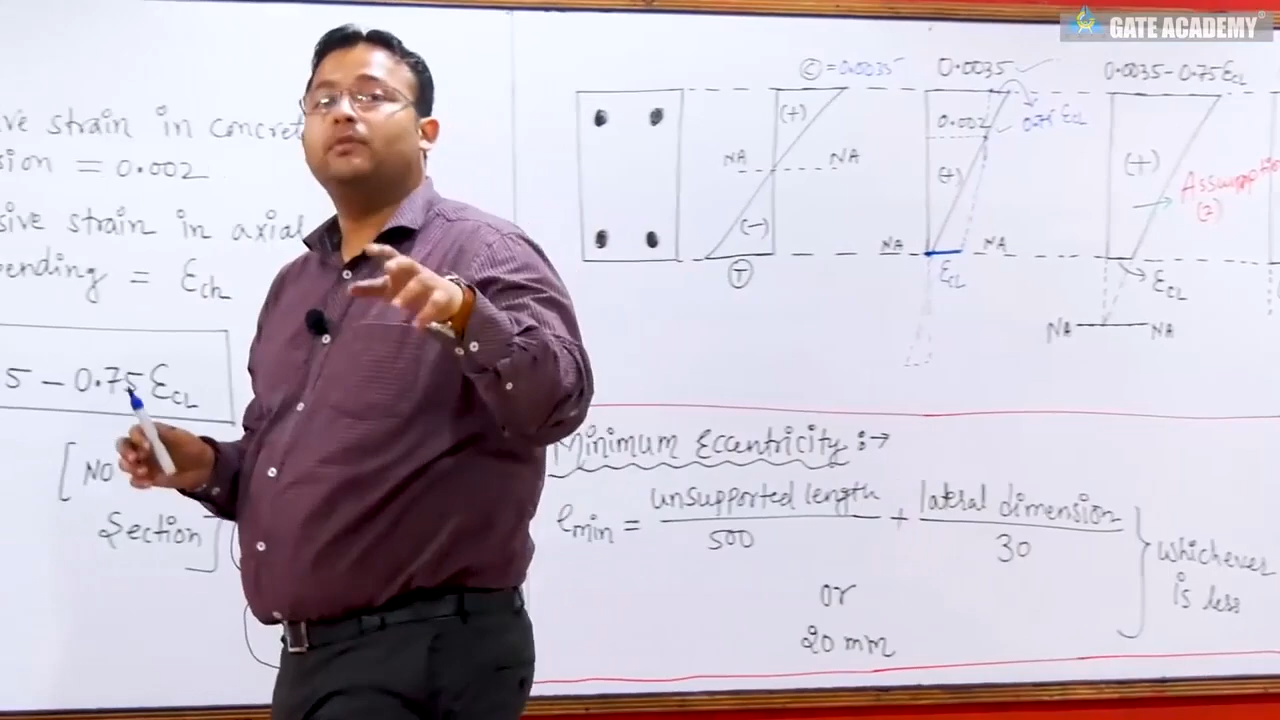 GATE ACADEMY
ive strain in concret
sion = 0.002
sive strain in axial
bending = Ech
5 - 0.75 ƐCL
[NO
Section]
C = 0.0035
(+)
NA NA
(-)
T
0.0035
0.002 0.75 ƐCL
(+)
NA NA
ƐCL
0.0035 - 0.75 ƐCL
(+)
Assumptio
(2)
ƐCL
NA NA
Minimum Eccentricity :→
emin = unsupported length / 500 + lateral dimension / 30
or
20 mm
whichever
is less